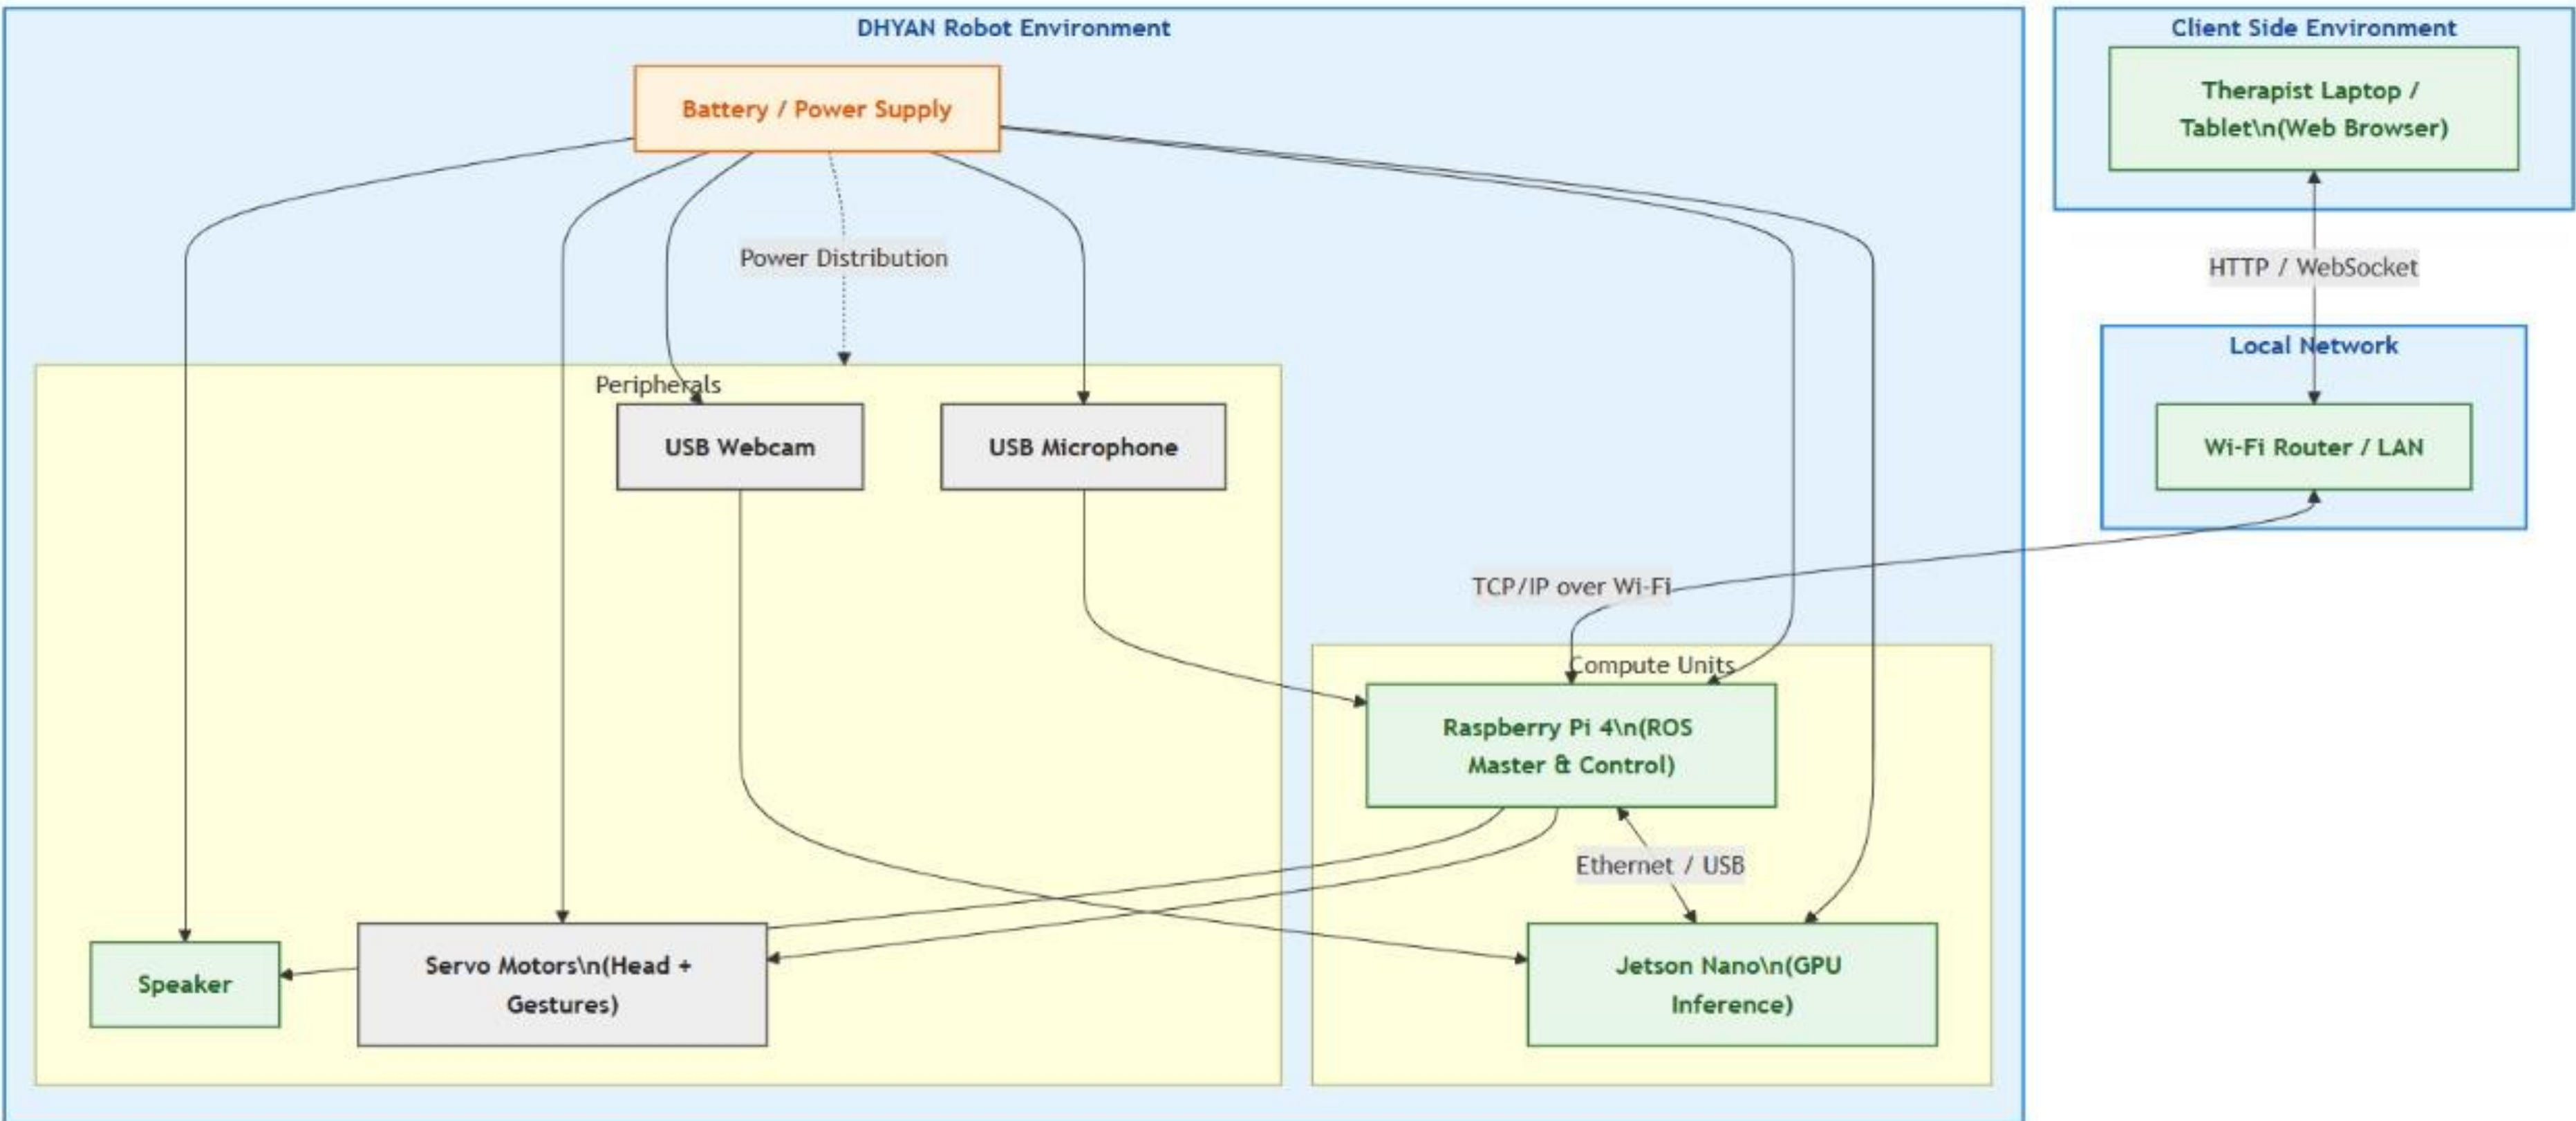 DHYAN Robot Environment
Client Side Environment
Battery / Power Supply
Therapist Laptop /
Tablet\n(Web Browser)
Power Distribution
HTTP / WebSocket
Local Network
Peripherals
USB Webcam
USB Microphone
Wi-Fi Router / LAN
TCP/IP over Wi-Fi
Compute Units
Raspberry Pi 4\n(ROS
Master & Control)
Ethernet / USB
Speaker
Servo Motors\n(Head +
Gestures)
Jetson Nano\n(GPU
Inference)